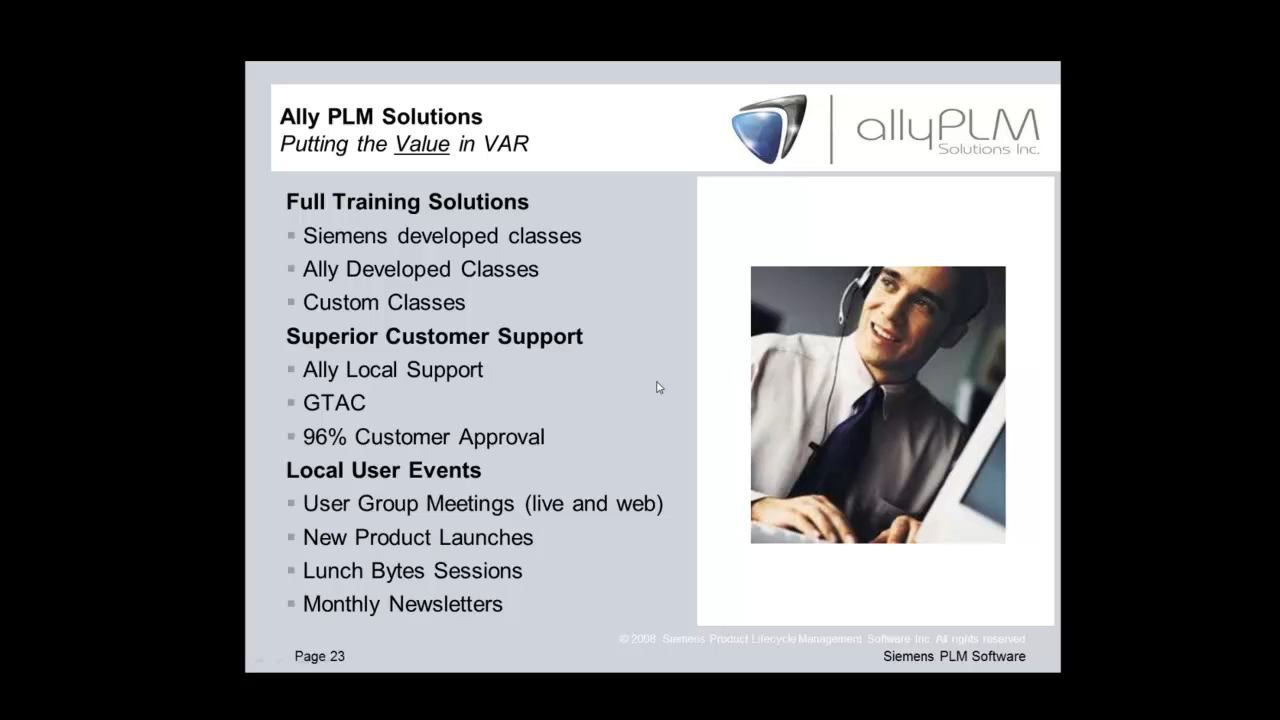 Ally PLM Solutions
Putting the Value in VAR
allyPLM
Solutions Inc.
Full Training Solutions
Siemens developed classes
Ally Developed Classes
Custom Classes
Superior Customer Support
Ally Local Support
GTAC
96% Customer Approval
Local User Events
User Group Meetings (live and web)
New Product Launches
Lunch Bytes Sessions
Monthly Newsletters
© 2008. Siemens Product Lifecycle Management Software Inc. All rights reserved
Page 23
Siemens PLM Software